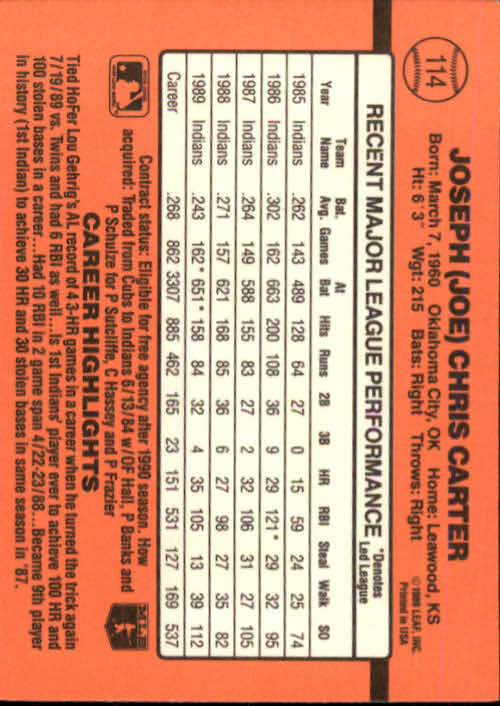 114
JOSEPH (JOE) CHRIS CARTER
Born: March 7, 1960 Oklahoma City, OK Home: Leawood, KS
Ht: 6' 3" Wgt: 215 Bats: Right Throws: Right
© 1989 LEAF, INC.
Printed in USA
RECENT MAJOR LEAGUE PERFORMANCE *Denotes Led League
Year Team Name Bat. Avg. Games At Bat Hits Runs 2B 3B HR RBI Steal Walk SO
1985 Indians .262 143 489 128 64 27 0 15 59 24 25 74
1986 Indians .302 162 663 200 108 36 9 29 121* 29 32 95
1987 Indians .264 149 588 155 83 27 2 32 106 31 27 105
1988 Indians .271 157 621 168 85 36 6 27 98 27 35 82
1989 Indians .243 162* 651* 158 84 32 4 35 105 13 39 112
Career .268 862 3307 885 462 165 23 151 531 127 189 537
Contract status: Eligible for free agency after 1990 season. How
acquired: Traded from Cubs to Indians 6/13/84 w/OF Hall, P Banks and
P Schulze for P Sutcliffe, C Hassey and P Frazier
CAREER HIGHLIGHTS
Tied HoFer Lou Gehrig's AL record of 4 3-HR games in a career when he turned the trick again
7/19/89 vs. Twins and had 6 RBI as well...Is 1st Indians' player ever to achieve 100 HR and
100 stolen bases in a career...Had 10 RBI in 2 game span 4/22-23/88...Became 9th player
in history (1st Indian) to achieve 30 HR and 30 stolen bases in same season in '87.